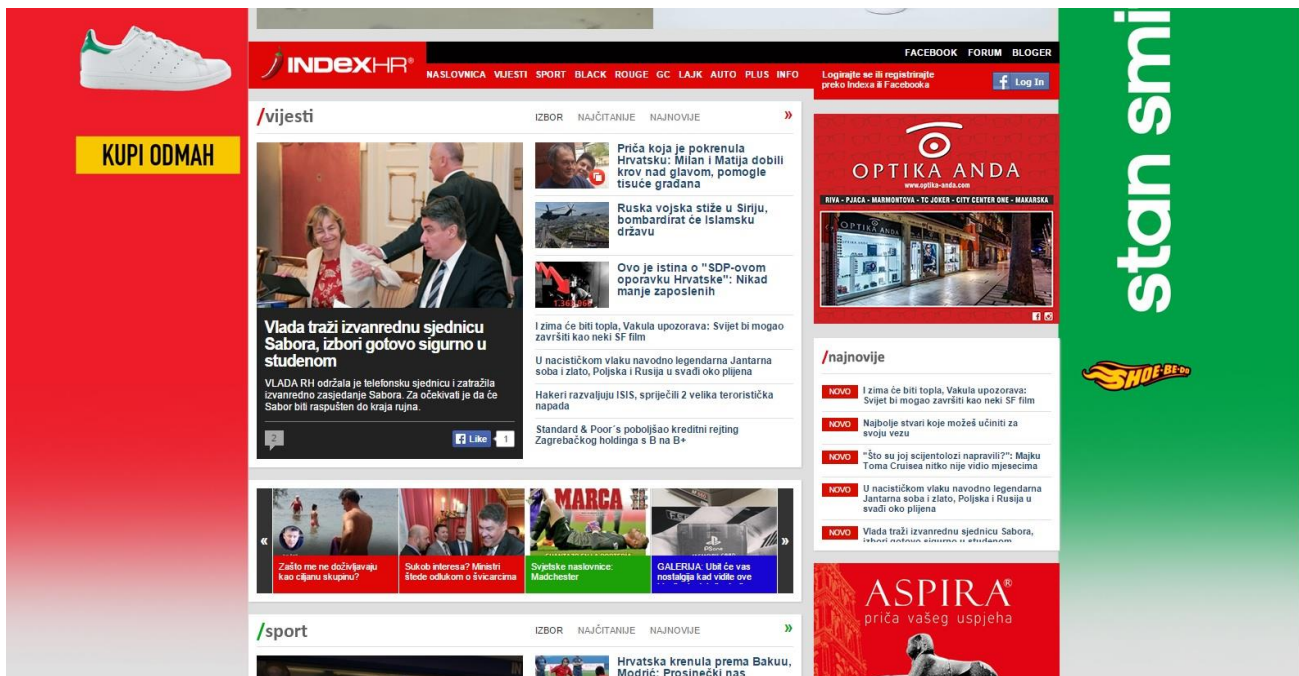 KUPI ODMAH
INDEXHR®
NASLOVNICA VIJESTI SPORT BLACK ROUGE GC LAJK AUTO PLUS INFO
FACEBOOK FORUM BLOGER
Logirajte se ili registrirajte
preko Indexa ili Facebooka
f Log In
/vijesti
IZBOR NAJČITANIJE NAJNOVIJE »
Vlada traži izvanrednu sjednicu
Sabora, izbori gotovo sigurno u
studenom
VLADA RH održala je telefonsku sjednicu i zatražila
izvanredno zasjedanje Sabora. Za očekivati je da će
Sabor biti raspušten do kraja rujna.
2
f Like 1
Priča koja je pokrenula
Hrvatsku: Milan i Matija dobili
krov nad glavom, pomogle
tisuće građana
Ruska vojska stiže u Siriju,
bombardirat će Islamsku
državu
Ovo je istina o "SDP-ovom
oporavku Hrvatske": Nikad
manje zaposlenih
I zima će biti topla, Vakula upozorava: Svijet bi mogao
završiti kao neki SF film
U nacističkom vlaku navodno legendarna Jantarna
soba i zlato, Poljska i Rusija u svađi oko plijena
Hakeri razvaljuju ISIS, spriječili 2 velika teroristička
napada
Standard & Poor´s poboljšao kreditni rejting
Zagrebačkog holdinga s B na B+
« »
MARCA
Zašto me ne doživljavaju
kao ciljanu skupinu?
Sukob interesa? Ministri
štede odlukom o švicarcima
Svjetske naslovnice:
Madchester
GALERIJA: Ubit će vas
nostalgija kad vidite ove
/sport
IZBOR NAJČITANIJE NAJNOVIJE »
Hrvatska krenula prema Bakuu,
Modrić: Prosinečki nas
OPTIKA ANDA
www.optika-anda.com
RIVA - PJACA - MARMONTOVA - TC JOKER - CITY CENTER ONE - MAKARSKA
OPTIKA ANDA
/najnovije
NOVO I zima će biti topla, Vakula upozorava:
Svijet bi mogao završiti kao neki SF film
NOVO Najbolje stvari koje možeš učiniti za
svoju vezu
NOVO "Što su joj scijentolozi napravili?": Majku
Toma Cruisea nitko nije vidio mjesecima
NOVO U nacističkom vlaku navodno legendarna
Jantarna soba i zlato, Poljska i Rusija u
svađi oko plijena
NOVO Vlada traži izvanrednu sjednicu Sabora,
izbori gotovo sigurno u studenom
ASPIRA®
priča vašeg uspjeha
stan smi
SHOE-BE-DO